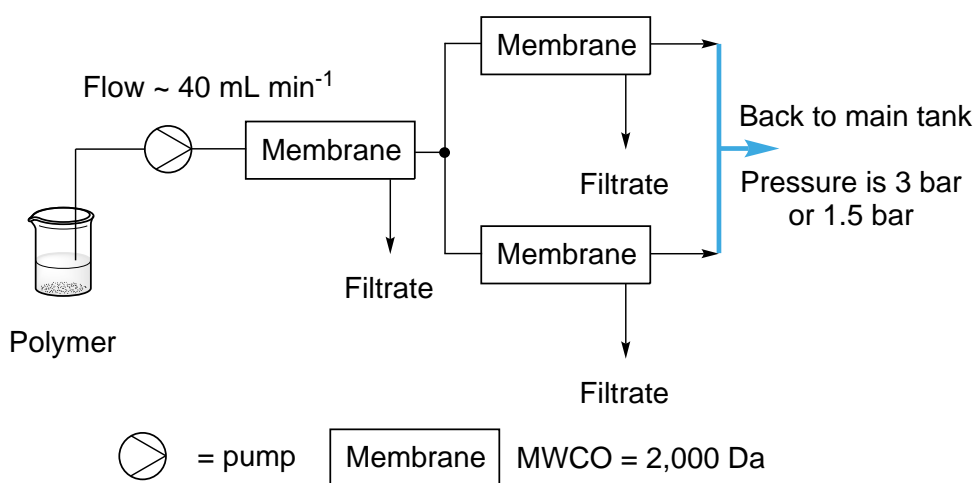 Membrane
Flow ~ 40 mL min-1
Back to main tank
Membrane
Filtrate
Pressure is 3 bar
or 1.5 bar
Membrane
Filtrate
Polymer
Filtrate
= pump
Membrane
MWCO = 2,000 Da